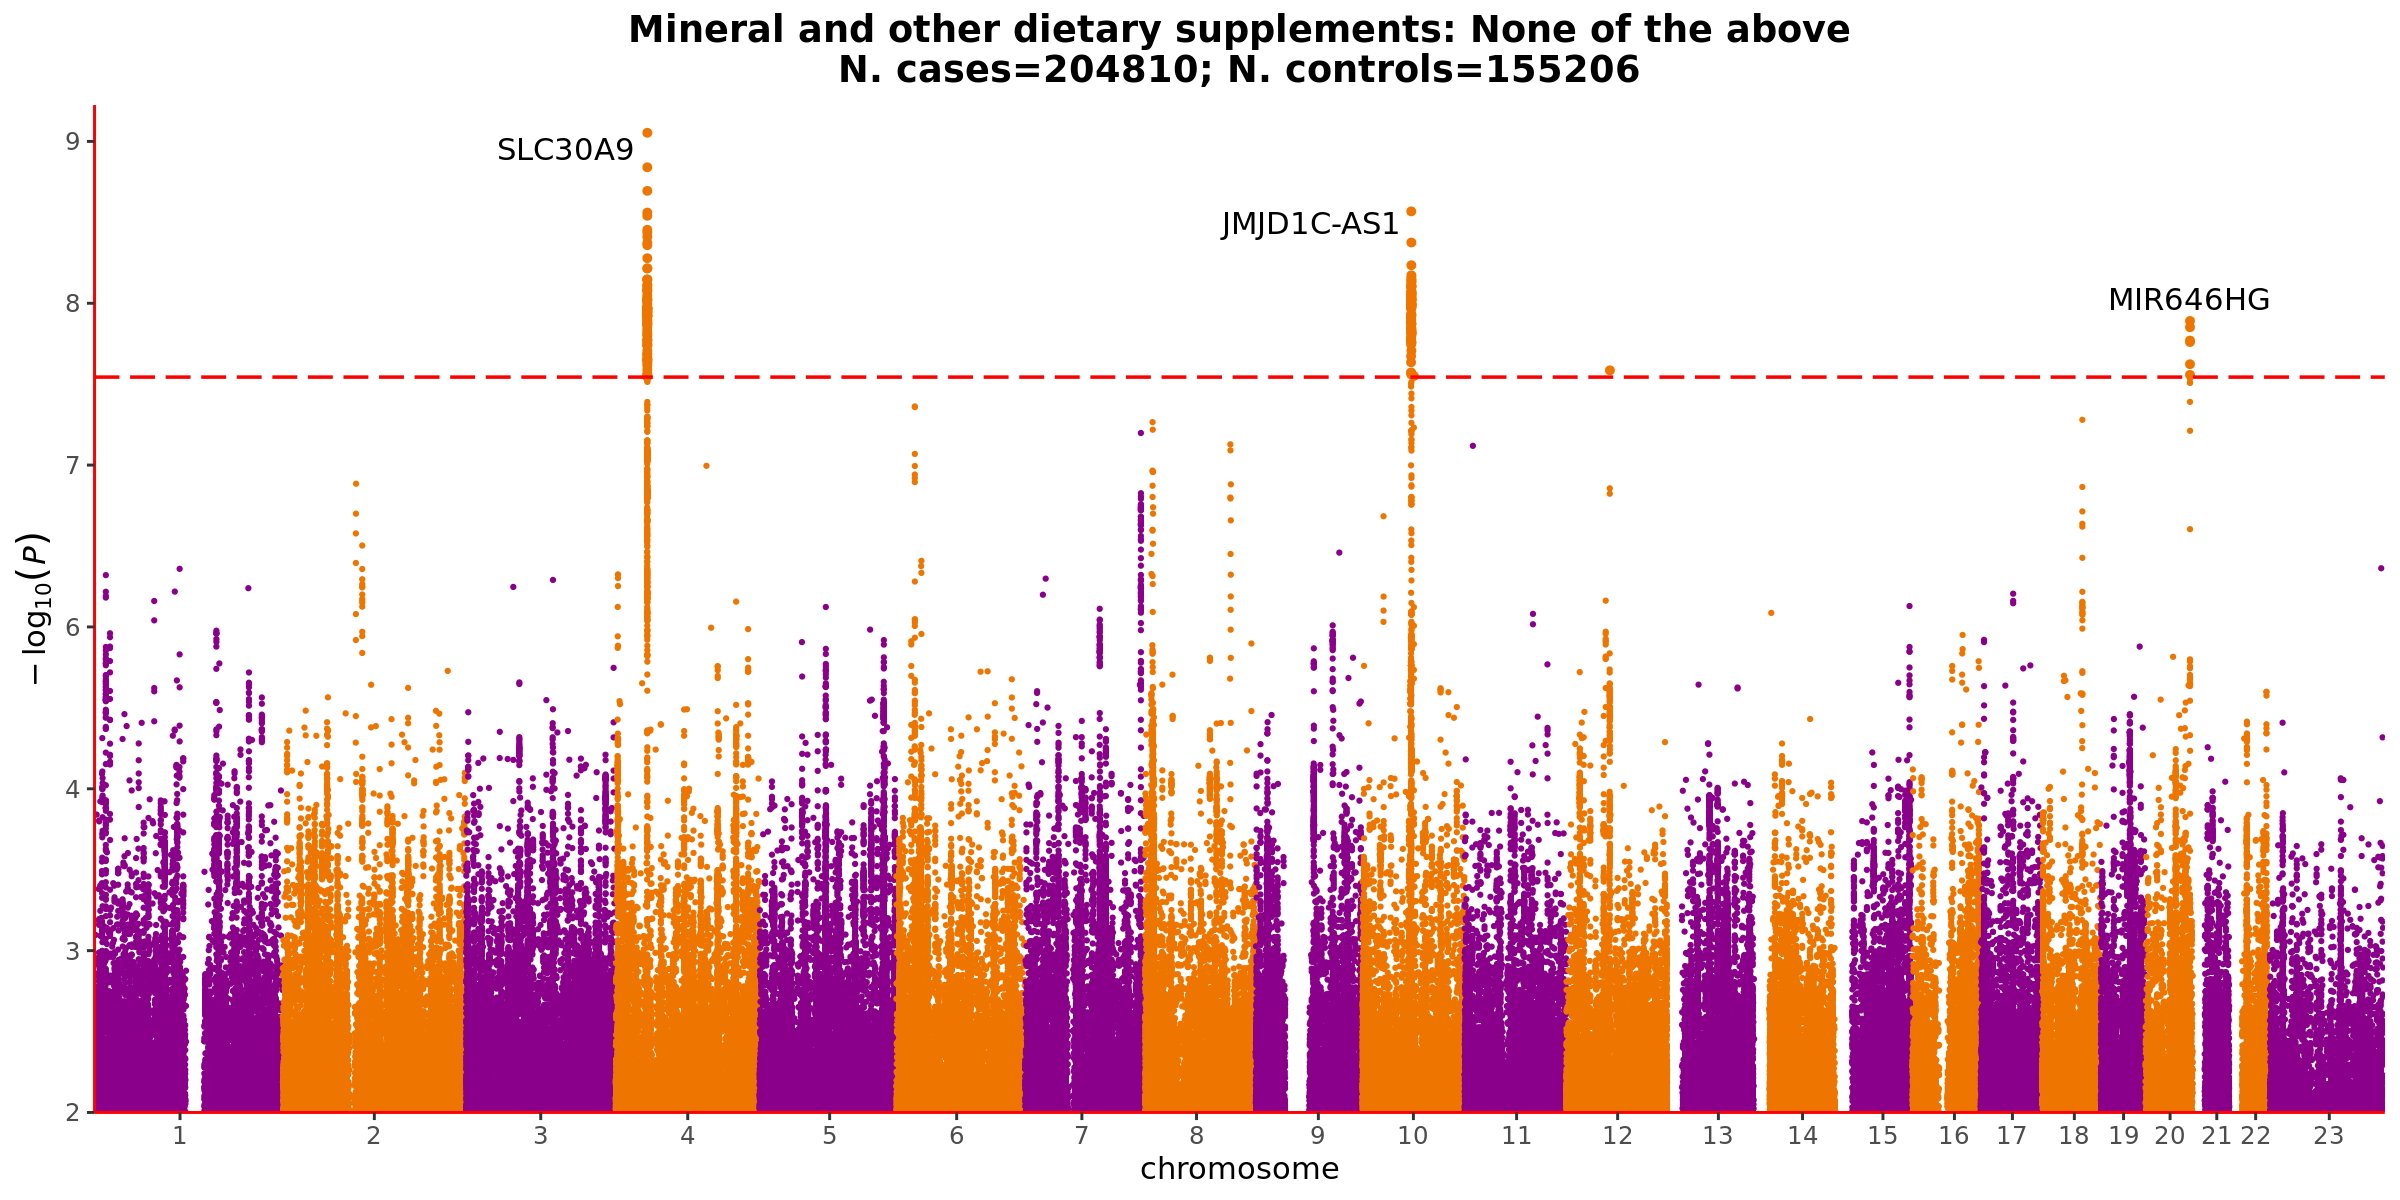 Mineral and other dietary supplements: None of the above
N. cases=204810; N. controls=155206
9
8
7
6
5
4
3
2
SLC30A9
JMJD1C-AS1
MIR646HG
−log10(P)
1 2 3 4 5 6 7 8 9 10 11 12 13 14 15 16 17 18 19 20 21 22 23
chromosome